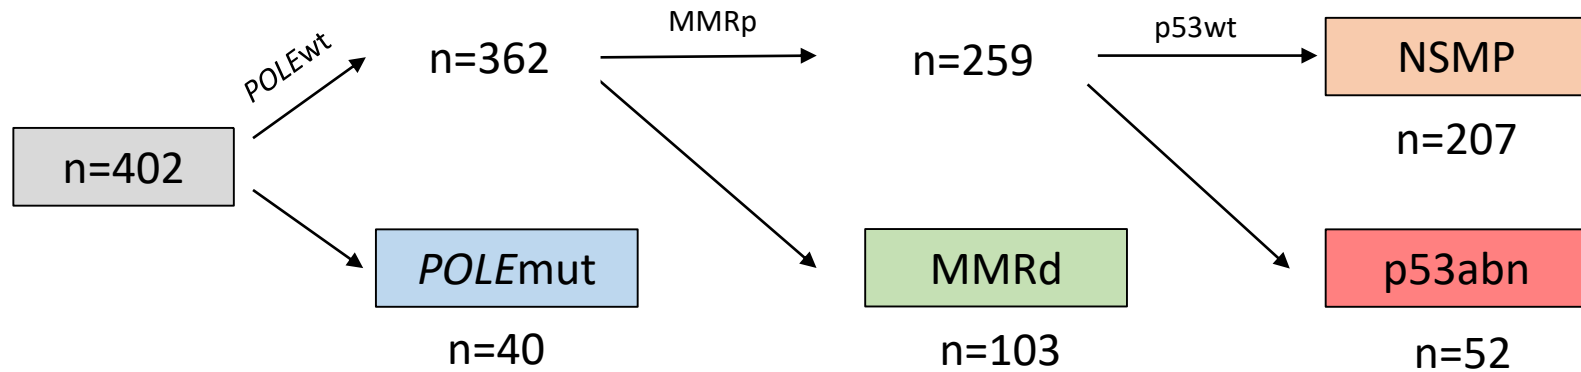 n=402
POLEwt
n=362
MMRp
n=259
p53wt
NSMP
n=207
POLEmut
n=40
MMRd
n=103
p53abn
n=52